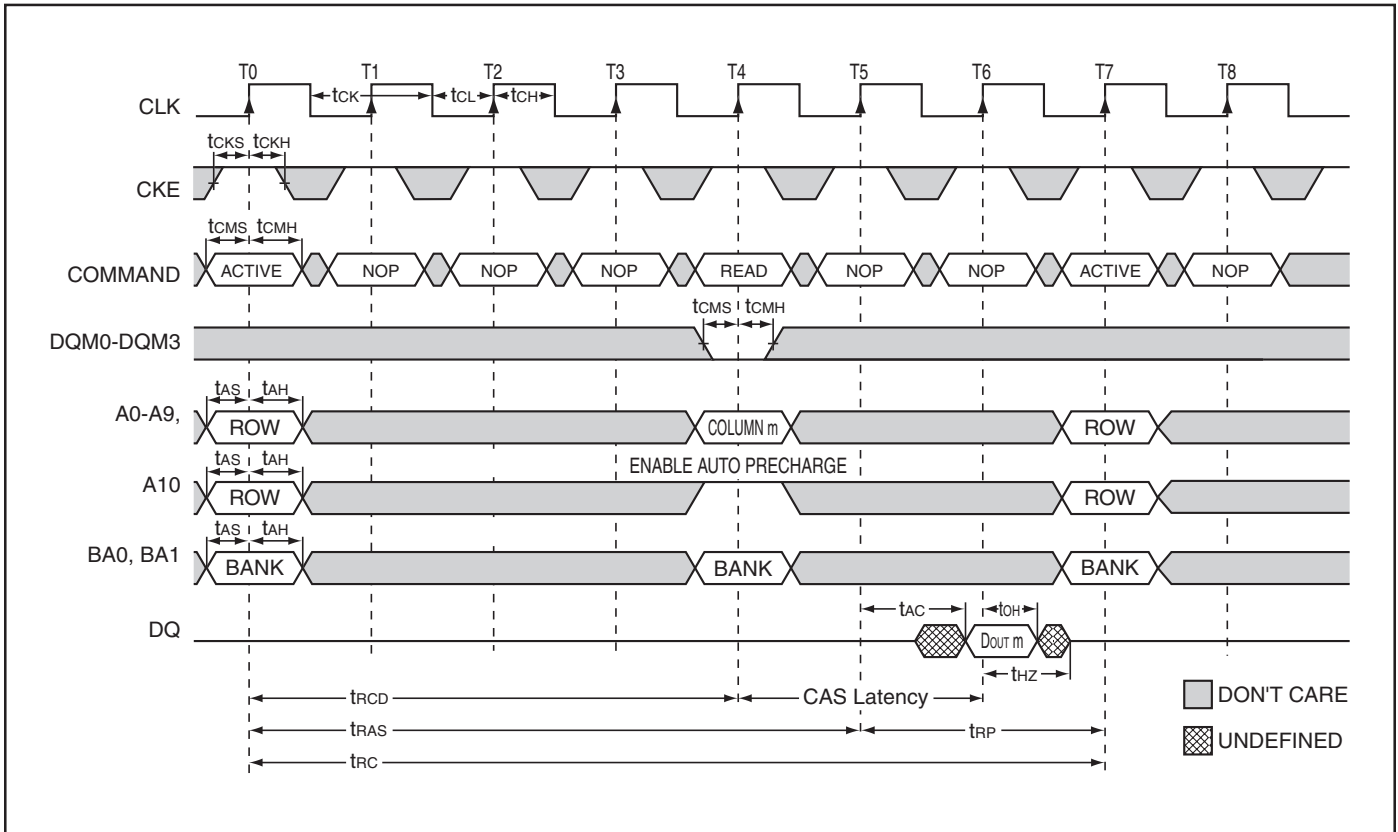 T0 T1 T2 T3 T4 T5 T6 T7 T8
tCK tCL tCH
CLK
tCKS tCKH
CKE
tCMS tCMH
COMMAND ACTIVE NOP NOP NOP READ NOP NOP ACTIVE NOP
tCMS tCMH
DQM0-DQM3
tAS tAH
A0-A9, ROW COLUMN m ROW
tAS tAH ENABLE AUTO PRECHARGE
A10 ROW ROW
tAS tAH
BA0, BA1 BANK BANK BANK
tAC tOH
DQ DOUT m
tHZ
tRCD CAS Latency
DON'T CARE
tRAS tRP
UNDEFINED
tRC